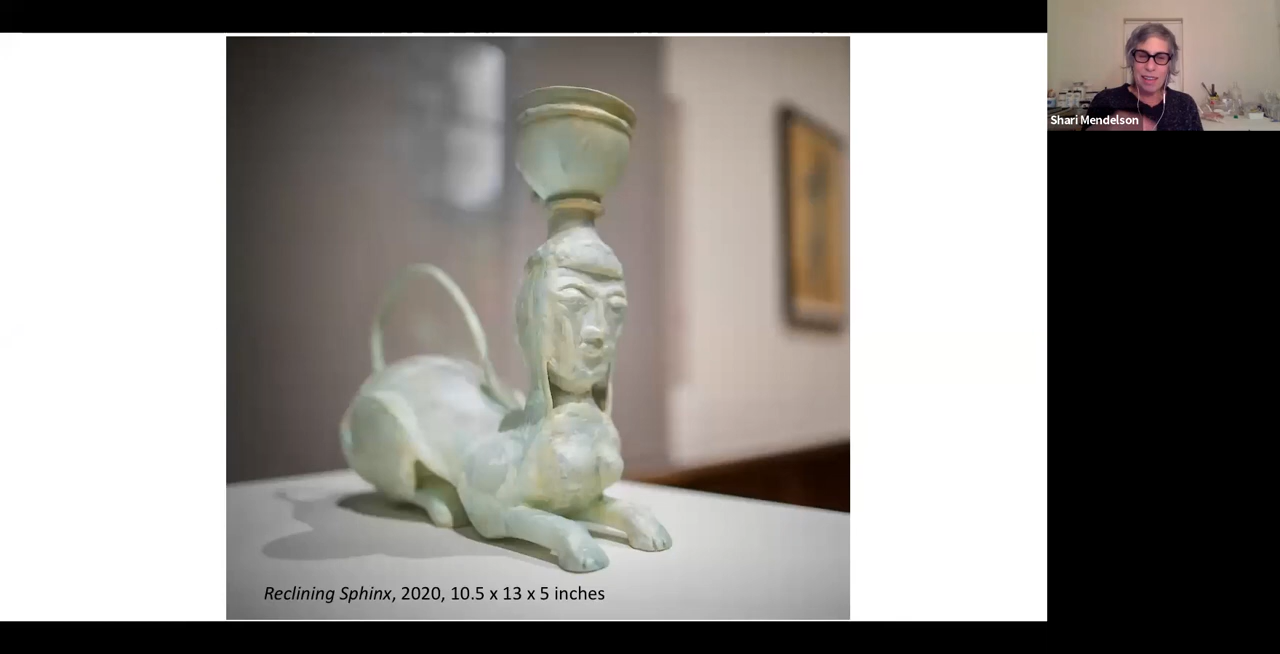 Shari Mendelson
Reclining Sphinx, 2020, 10.5 x 13 x 5 inches